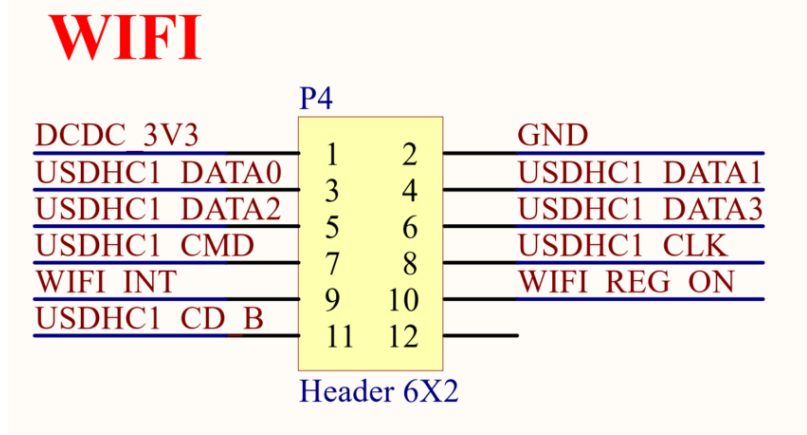 WIFI
P4
DCDC_3V3 1 2 GND
USDHC1_DATA0 3 4 USDHC1_DATA1
USDHC1_DATA2 5 6 USDHC1_DATA3
USDHC1_CMD 7 8 USDHC1_CLK
WIFI_INT 9 10 WIFI_REG_ON
USDHC1_CD_B 11 12
Header 6X2